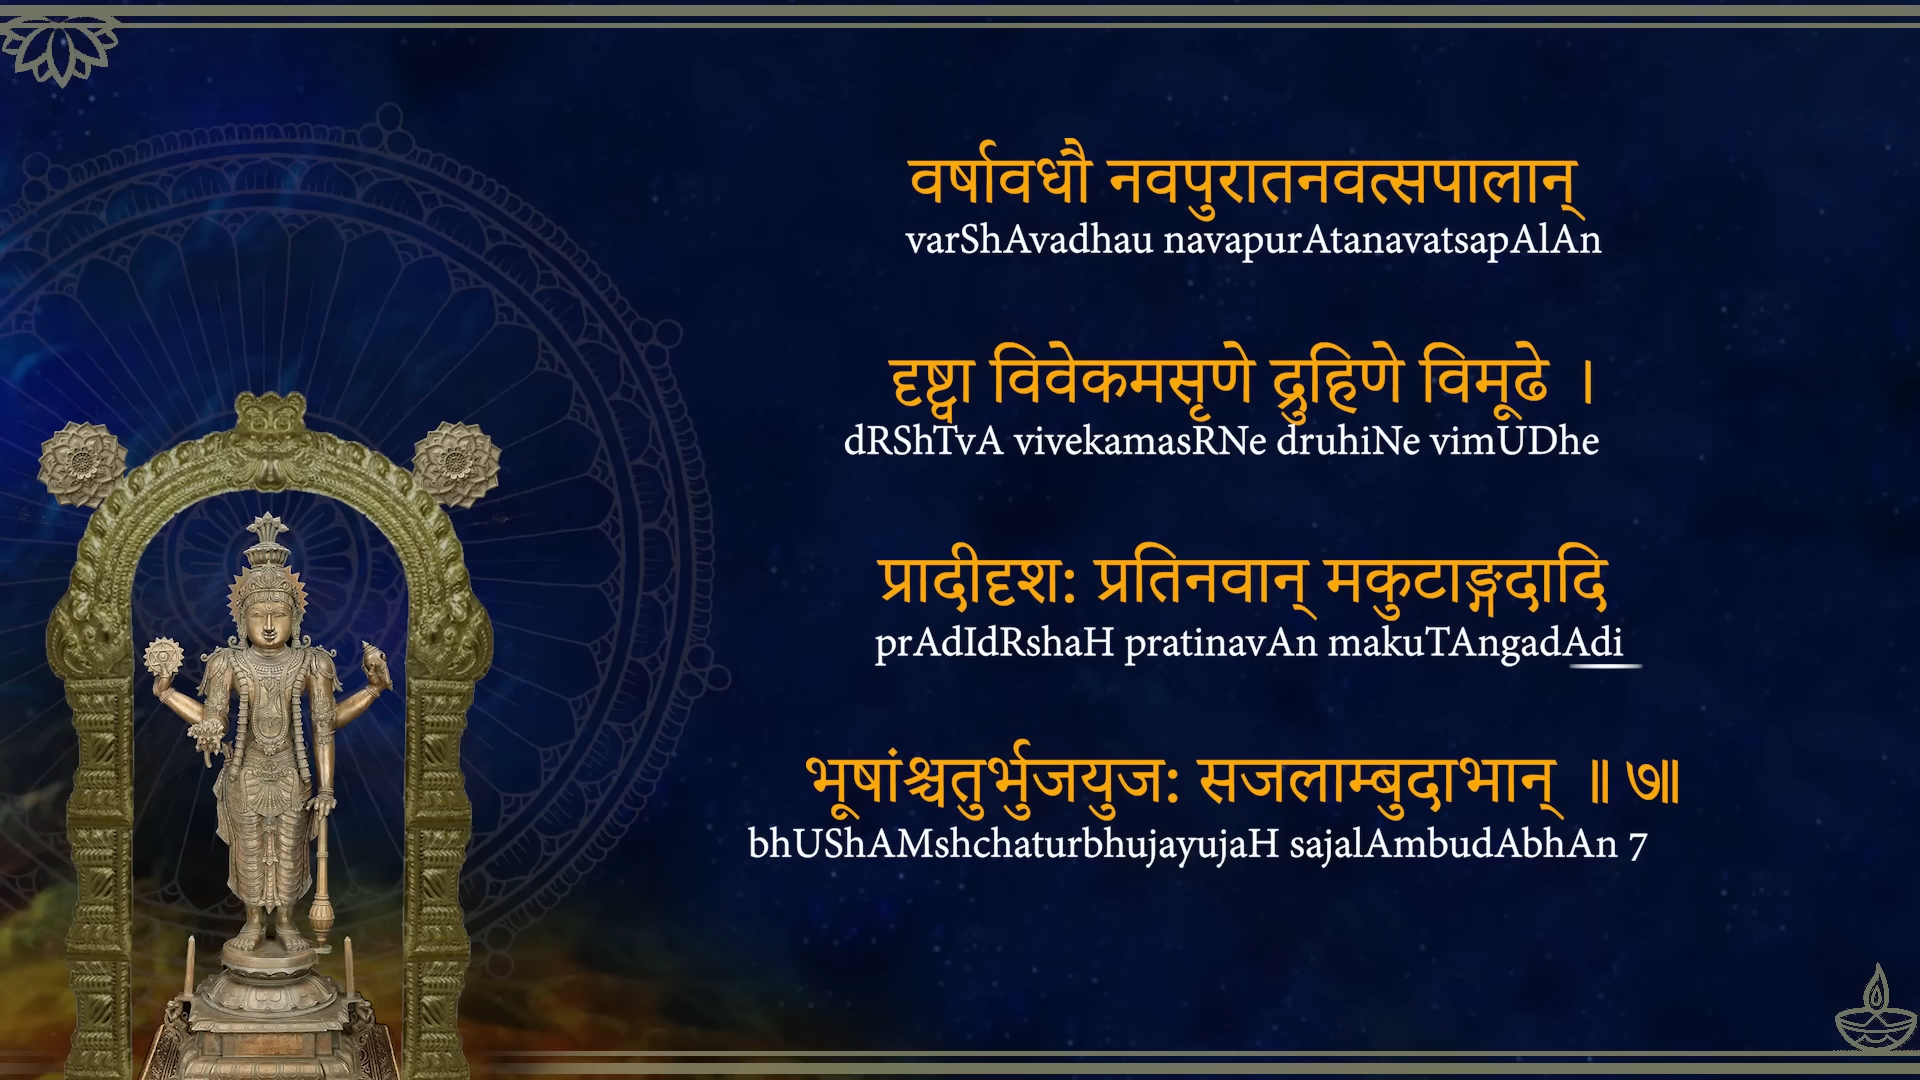 वर्षावधौ नवपुरातनवत्सपालान्
varShAvadhau navapurAtanavatsapAlAn
दृष्ट्वा विवेकमसृणे द्रुहिणे विमूढे ।
dRShTvA vivekamasRNe druhiNe vimUDhe
प्रादीदृशः प्रतिनवान् मकुटाङ्गदादि
prAdIdRshaH pratinavAn makuTAngadAdi
भूषांश्चतुर्भुजयुजः सजलाम्बुदाभान् ॥ ७॥
bhUShAMshchaturbhujayujaH sajalAmbudAbhAn 7